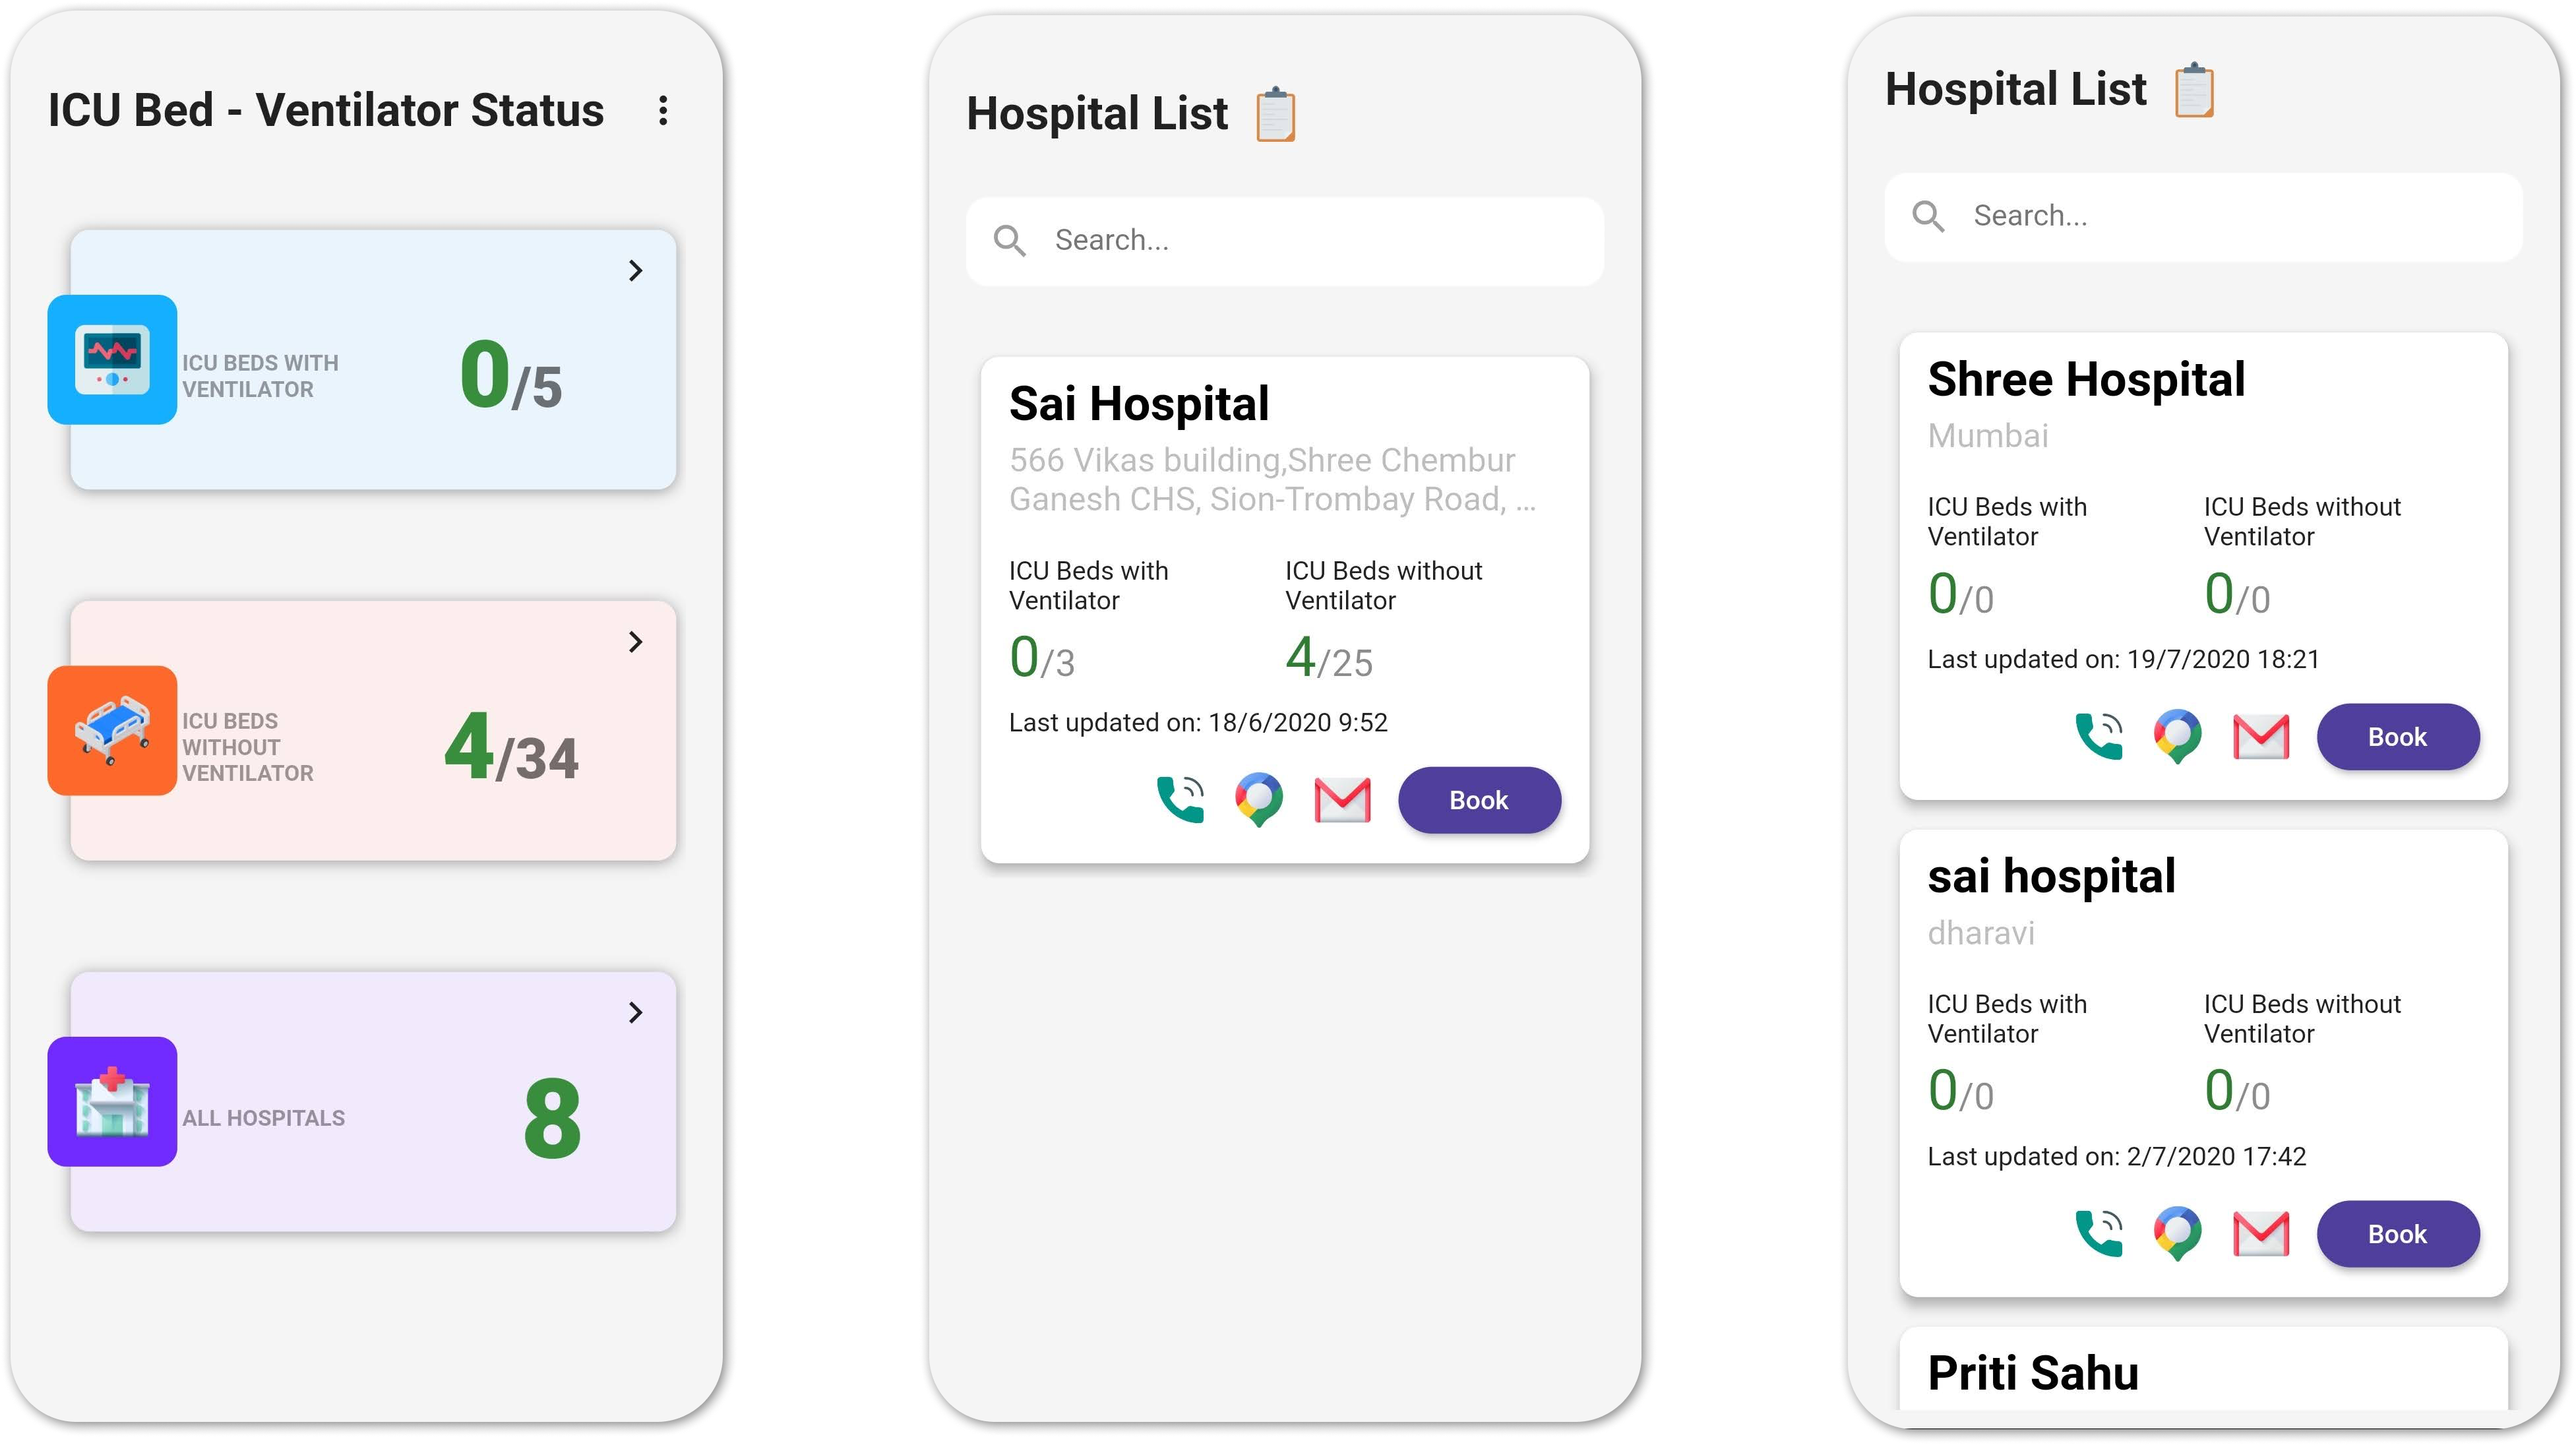 ICU Bed - Ventilator Status
ICU BEDS WITH
VENTILATOR
0/5
ICU BEDS
WITHOUT
VENTILATOR
4/34
ALL HOSPITALS
8
Hospital List
Search...
Sai Hospital
566 Vikas building,Shree Chembur
Ganesh CHS, Sion-Trombay Road, ...
ICU Beds with
Ventilator
0/3
ICU Beds without
Ventilator
4/25
Last updated on: 18/6/2020 9:52
Book
Hospital List
Search...
Shree Hospital
Mumbai
ICU Beds with
Ventilator
0/0
ICU Beds without
Ventilator
0/0
Last updated on: 19/7/2020 18:21
Book
sai hospital
dharavi
ICU Beds with
Ventilator
0/0
ICU Beds without
Ventilator
0/0
Last updated on: 2/7/2020 17:42
Book
Priti Sahu